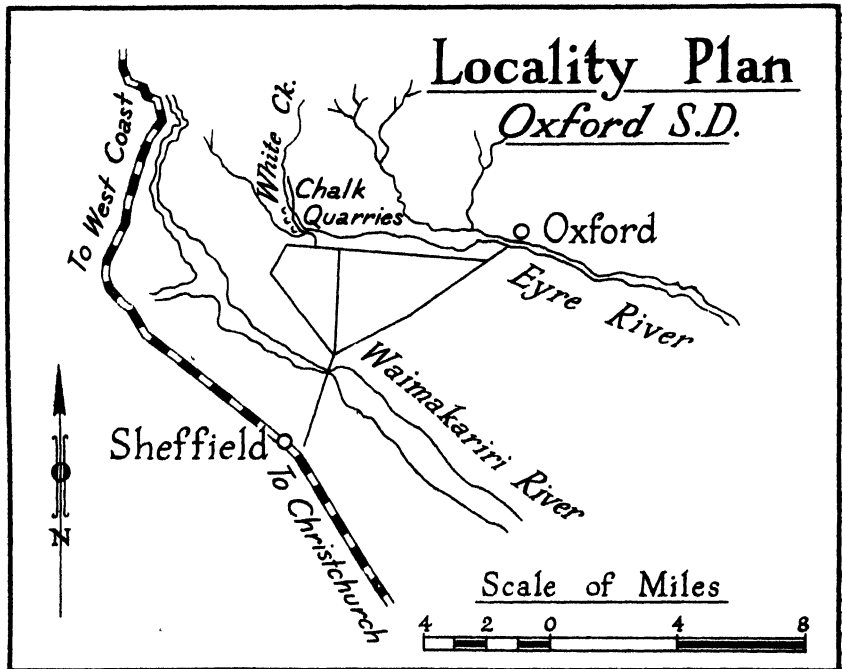 Locality Plan
Oxford S.D.
To West Coast
White Ck.
Chalk
Quarries
Oxford
Eyre River
Waimakariri River
Sheffield
To Christchurch
N
Scale of Miles
4 2 0 4 8